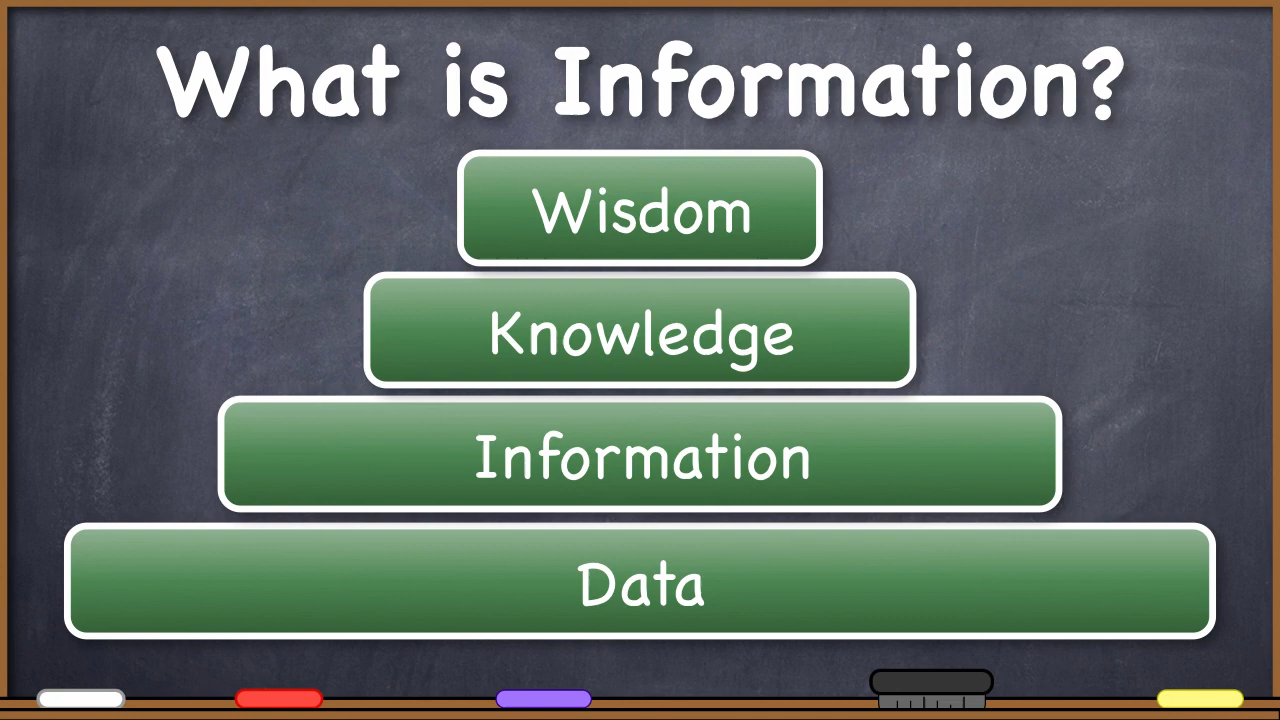 What is Information?
Wisdom
Knowledge
Information
Data